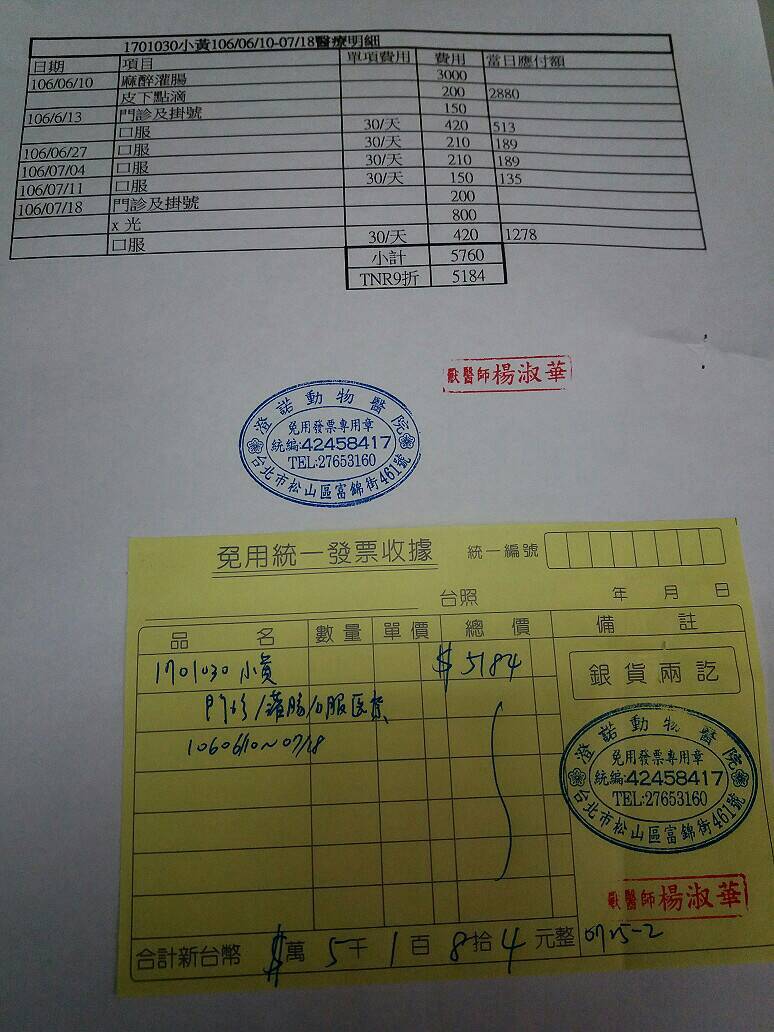 1701030小黃106/06/10-07/18醫療明細
日期 項目 單項費用 費用 當日應付額
106/06/10 麻醉灌腸 3000
皮下點滴 200 2880
106/6/13 門診及掛號 150
口服 30/天 420 513
106/06/27 口服 30/天 210 189
106/07/04 口服 30/天 210 189
106/07/11 口服 30/天 150 135
106/07/18 門診及掛號 200
x 光 800
口服 30/天 420 1278
小計 5760
TNR9折 5184
獸醫師楊淑華
澄諾動物醫院
免用發票專用章
統編:42458417
TEL:27653160
台北市松山區富錦街461號
免用統一發票收據 統一編號
台照 年 月 日
品名 數量 單價 總價 備註
1701030 小黃 $5184
銀貨兩訖
門診/灌腸/口服医療
1060610~07/18
澄諾動物醫院
免用發票專用章
統編:42458417
TEL:27653160
台北市松山區富錦街461號
獸醫師楊淑華
合計新台幣 $萬5千1百8拾4元整 0725-2